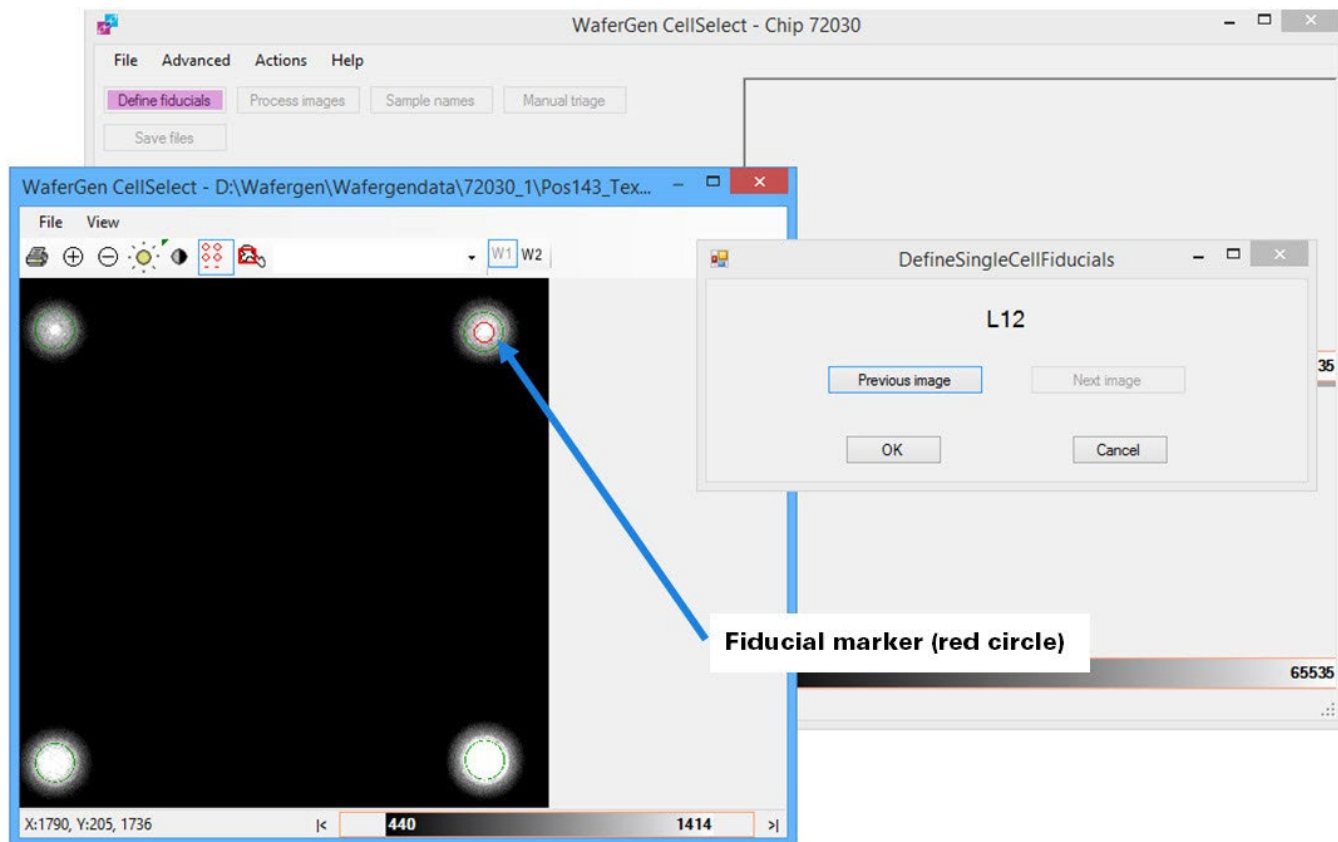 WaferGen CellSelect - Chip 72030
File Advanced Actions Help
Define fiducials Process images Sample names Manual triage
Save files
WaferGen CellSelect - D:\Wafergen\Wafergendata\72030_1\Pos143_Tex...
File View
W1 W2
DefineSingleCellFiducials
L12
35
Previous image Next image
OK Cancel
Fiducial marker (red circle)
65535
X:1790, Y:205, 1736 |< 440 1414 >|